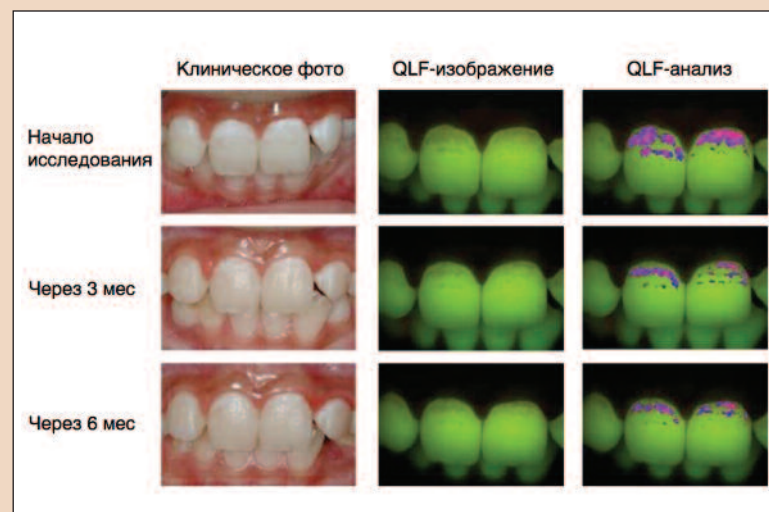 Клиническое фото
QLF-изображение
QLF-анализ
Начало
исследования
Через 3 мес
Через 6 мес